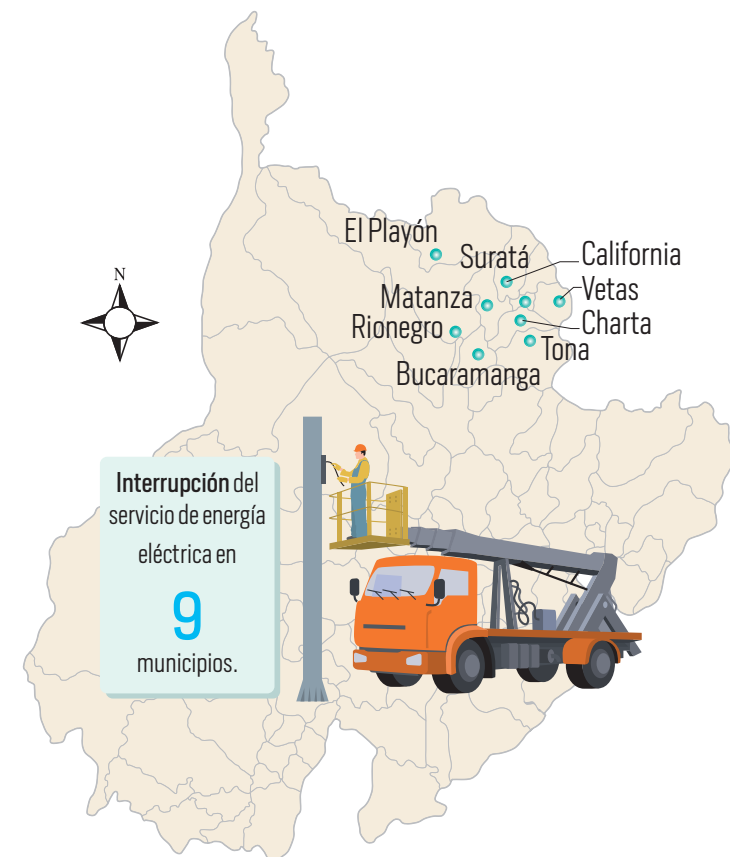 El Playón
Suratá
California
Vetas
Matanza
Charta
Rionegro
Tona
Bucaramanga
N
Interrupción del
servicio de energía
eléctrica en
9
municipios.